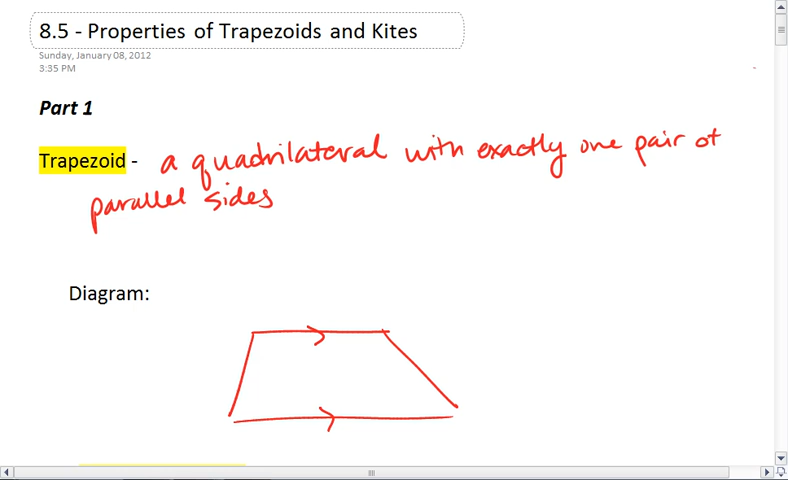 8.5 - Properties of Trapezoids and Kites
Sunday, January 08, 2012
3:35 PM
Part 1
Trapezoid - a quadrilateral with exactly one pair of
parallel sides
Diagram: